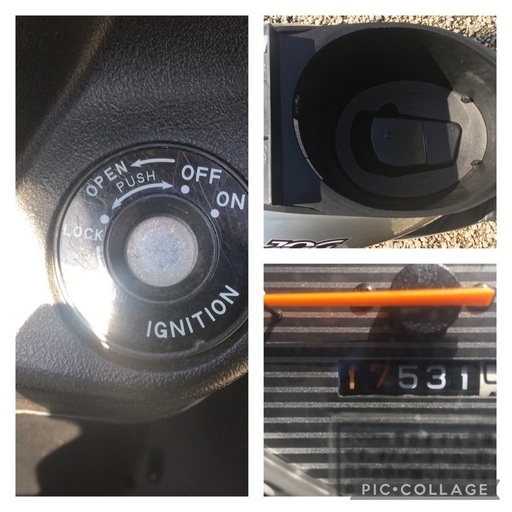 OPEN
PUSH
OFF
ON
LOCK
IGNITION
17531
PIC•COLLAGE